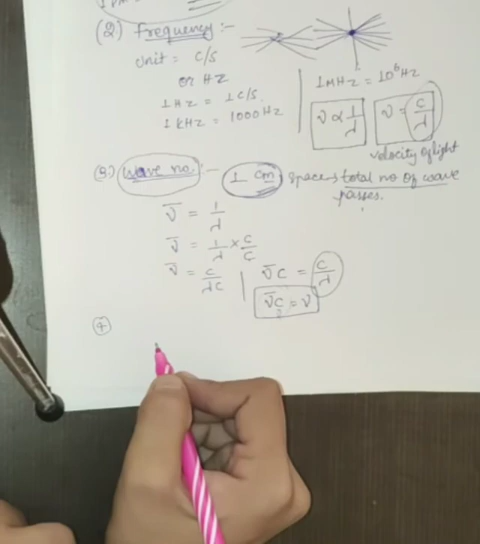 (2) Frequency :-
Unit = C/S
or HZ
1 HZ = 1C/S.
1 KHZ = 1000 HZ
1 MHZ = 10⁶ HZ
ν ∝ 1/λ
ν = C/λ
velocity of light
(3) wave no. :- 1 cm space total no of wave
passes.
ν̄ = 1/λ
ν̄ = 1/λ × C/C
ν̄ = C/λC
ν̄C = C/λ
ν̄C = ν
(4)